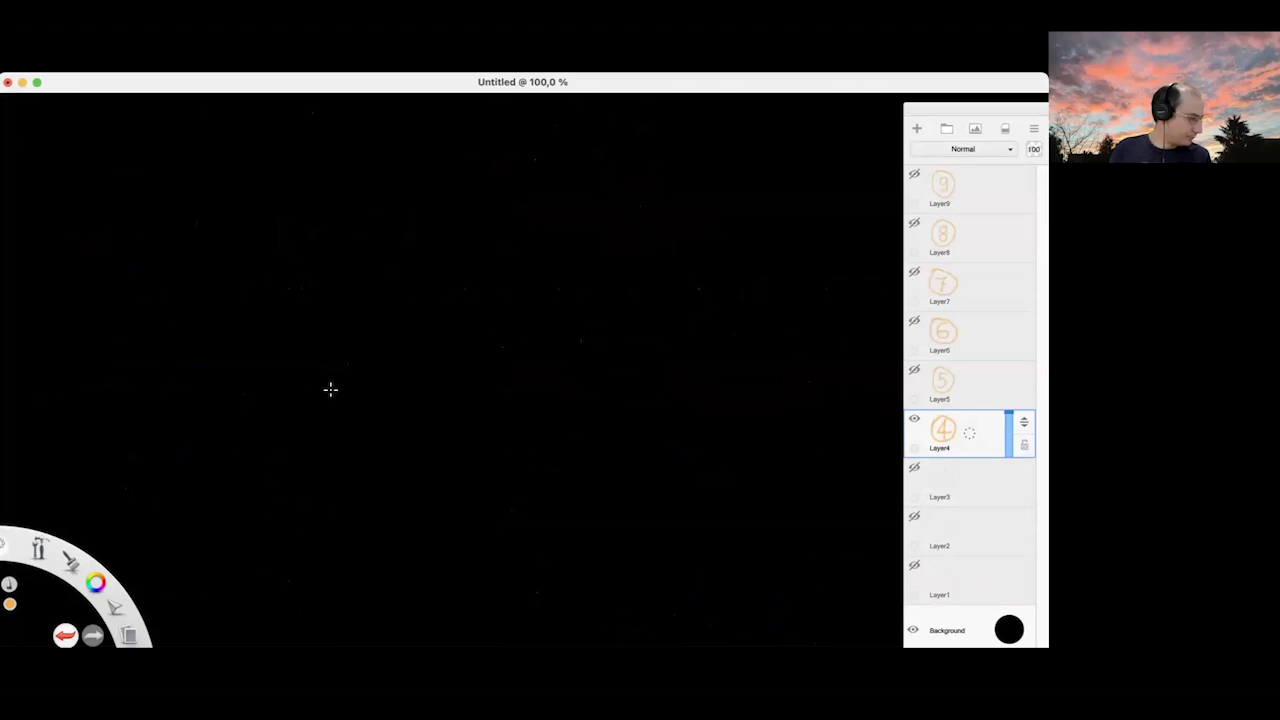 Untitled @ 100,0 %
Normal
100
9
Layer9
8
Layer8
7
Layer7
6
Layer6
5
Layer5
4
Layer4
Layer3
Layer2
Layer1
Background